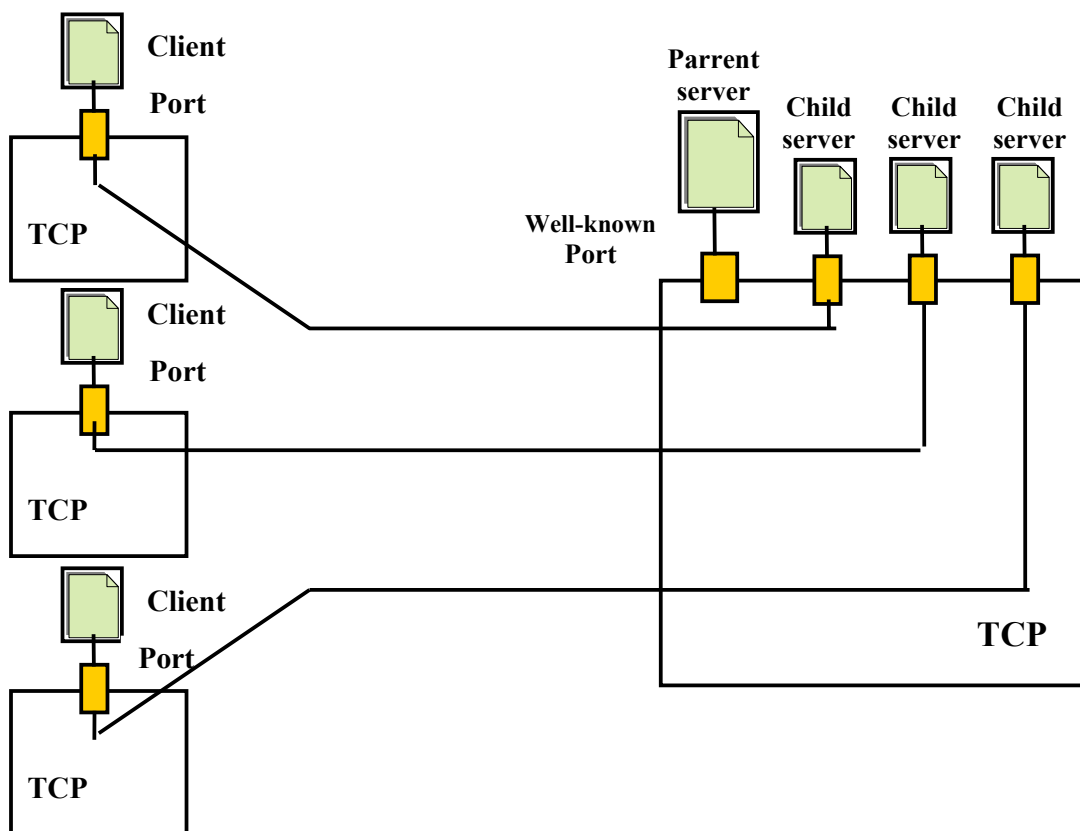 Client
Port
TCP
Client
Port
TCP
Client
Port
TCP
Parrent
server
Child
server
Child
server
Child
server
Well-known
Port
TCP